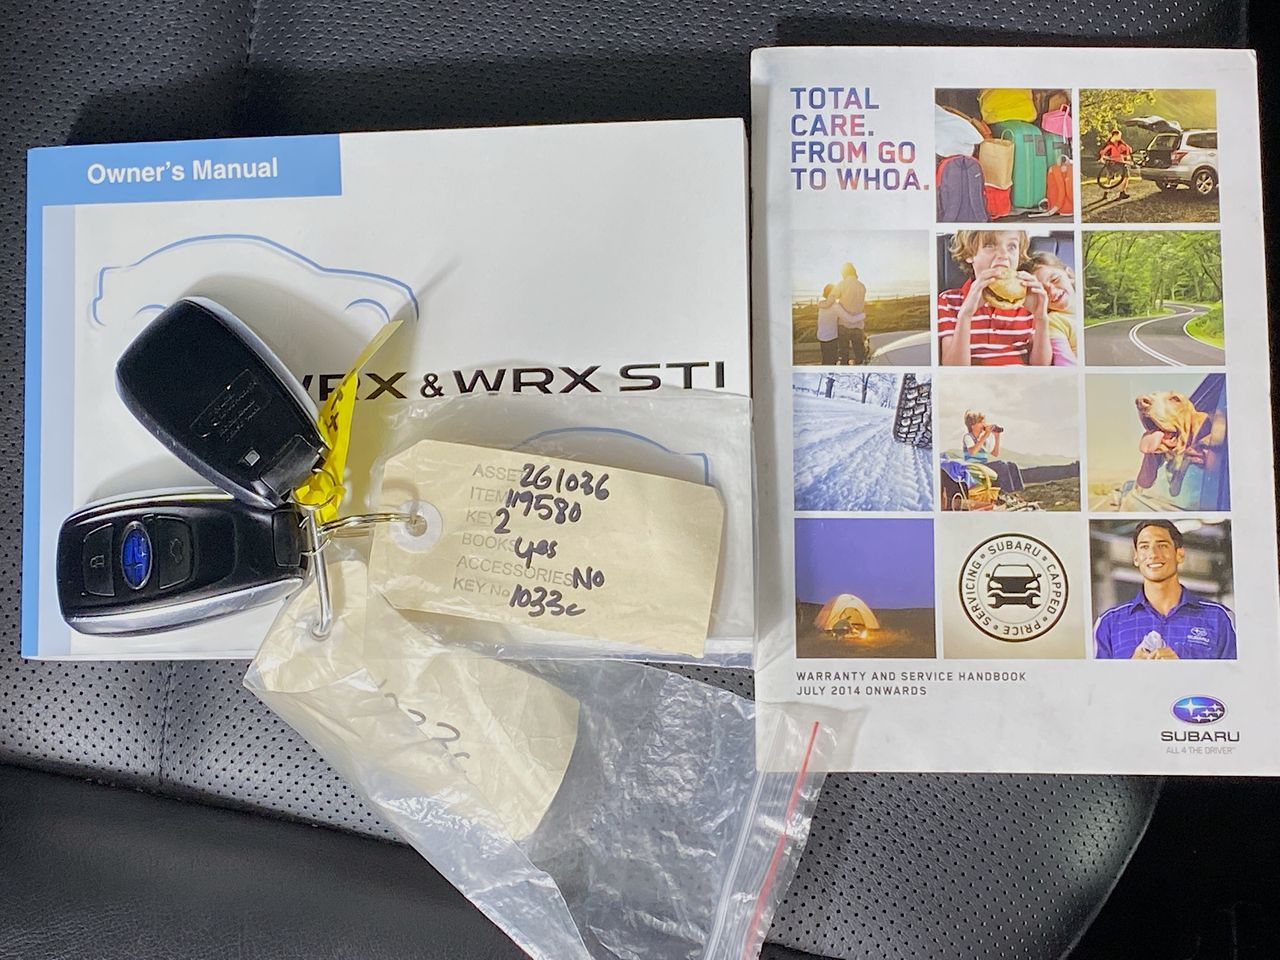 Owner's Manual
WRX & WRX STI
ASSE 261036
ITEM 119580
KEY 2
BOOKS Yes
ACCESSORIES No
KEY No 1033c
TOTAL
CARE.
FROM GO
TO WHOA.
SUBARU
CAPPED PRICE SERVICING
WARRANTY AND SERVICE HANDBOOK
JULY 2014 ONWARDS
SUBARU
ALL 4 THE DRIVER